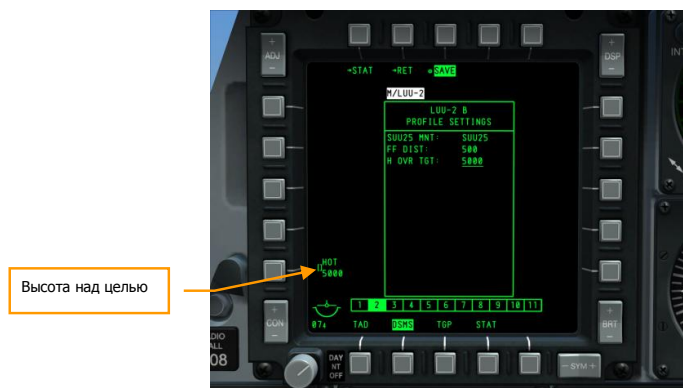 ADJ
DSP
→STAT →RET SAVE
M/LUU-2
LUU-2 B
PROFILE SETTINGS
SUU25 MNT: SUU25
FF DIST: 500
H OVR TGT: 5000
HOT
5000
Высота над целью
1 2 3 4 5 6 7 8 9 10 11
CON
BRT
TAD DSMS TGP STAT
ALL
08
DAY
NT
OFF
- SYM +